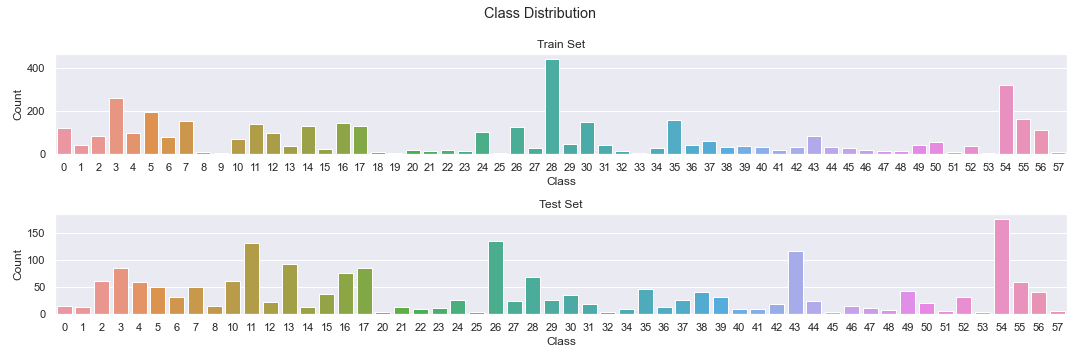 Class Distribution
Train Set
400
200
0
Count
0 1 2 3 4 5 6 7 8 9 10 11 12 13 14 15 16 17 18 19 20 21 22 23 24 25 26 27 28 29 30 31 32 33 34 35 36 37 38 39 40 41 42 43 44 45 46 47 48 49 50 51 52 53 54 55 56 57
Class
Test Set
150
100
50
0
Count
0 1 2 3 4 5 6 7 8 10 11 12 13 14 15 16 17 20 21 22 23 24 25 26 27 28 29 30 31 32 34 35 36 37 38 39 40 41 42 43 44 45 46 47 48 49 50 51 52 53 54 55 56 57
Class